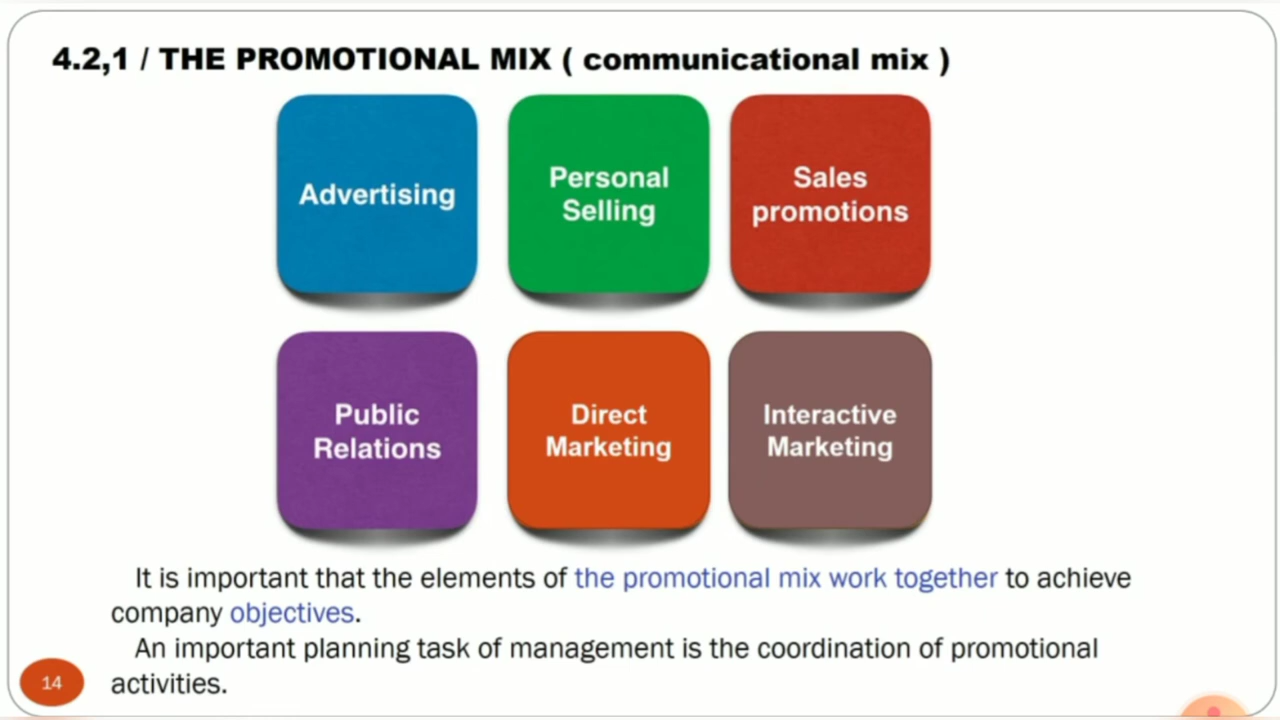 4.2,1 / THE PROMOTIONAL MIX ( communicational mix )
Advertising
Personal
Selling
Sales
promotions
Public
Relations
Direct
Marketing
Interactive
Marketing
It is important that the elements of the promotional mix work together to achieve
company objectives.
An important planning task of management is the coordination of promotional
activities.
14